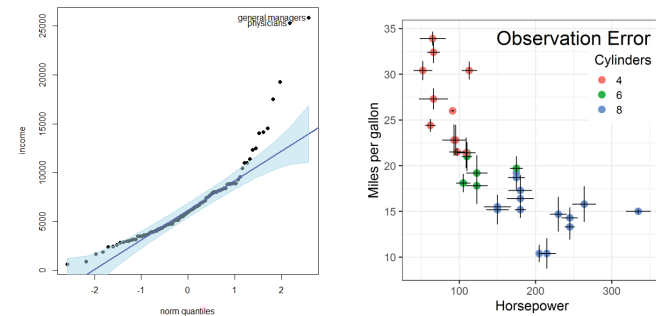 general managers
physicians
25000
20000
15000
10000
5000
0
income
-2 -1 0 1 2
norm quantiles
Observation Error
Cylinders
4
6
8
35
30
25
20
15
10
Miles per gallon
100 200 300
Horsepower